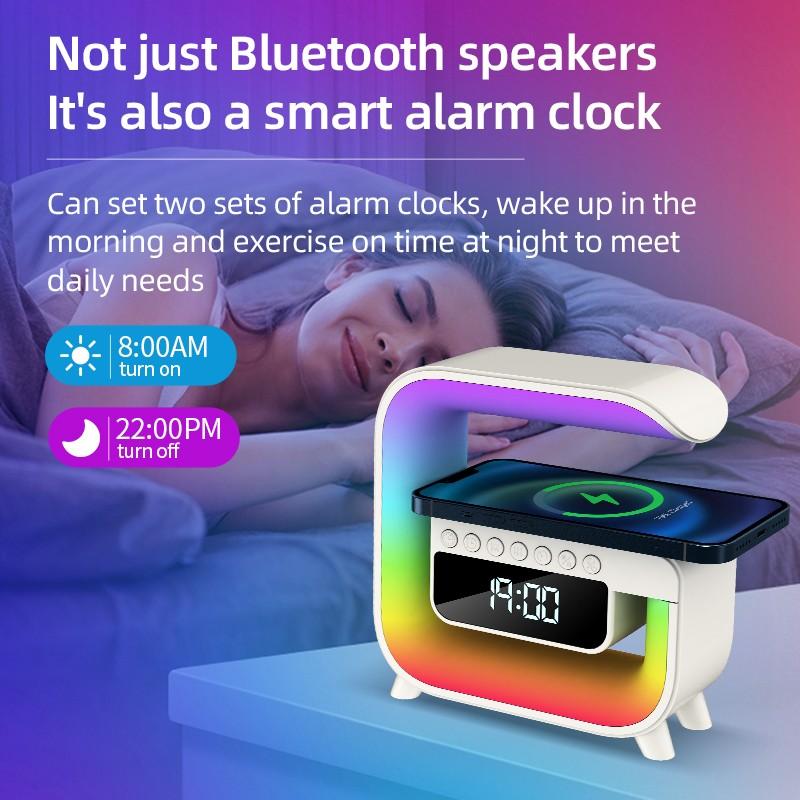 Not just Bluetooth speakers
It's also a smart alarm clock
Can set two sets of alarm clocks, wake up in the
morning and exercise on time at night to meet
daily needs
8:00AM
turn on
22:00PM
turn off
19:00